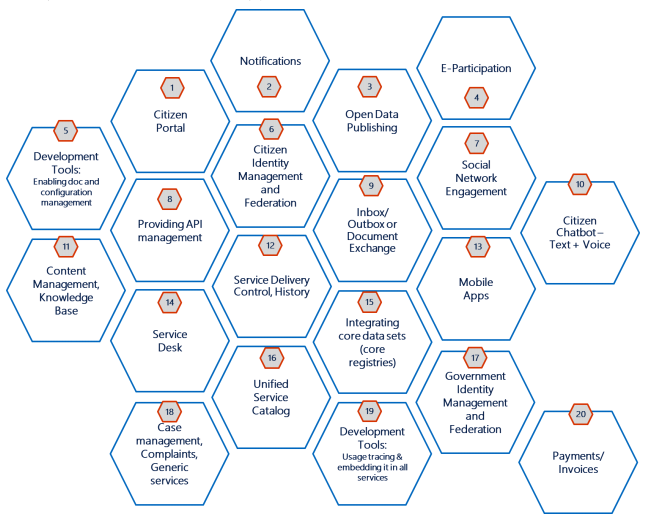 Notifications
2
E-Participation
4
1
Citizen
Portal
3
Open Data
Publishing
5
Development
Tools:
Enabling doc and
configuration
management
6
Citizen
Identity
Management
and
Federation
7
Social
Network
Engagement
8
Providing API
management
9
Inbox/
Outbox or
Document
Exchange
10
Citizen
Chatbot –
Text + Voice
11
Content
Management,
Knowledge
Base
12
Service Delivery
Control, History
13
Mobile
Apps
14
Service
Desk
15
Integrating
core data sets
(core
registries)
16
Unified
Service
Catalog
17
Government
Identity
Management
and
Federation
18
Case
management,
Complaints,
Generic
services
19
Development
Tools:
Usage tracing &
embedding it in all
services
20
Payments/
Invoices